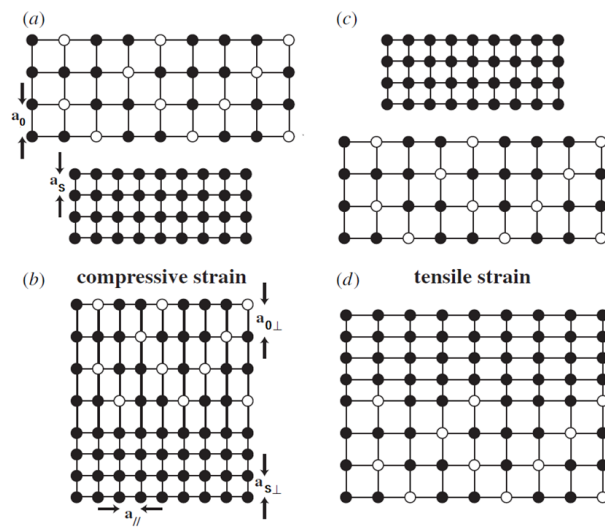 (a)
(c)
a0
aS
(b) compressive strain
(d) tensile strain
a0⊥
aS⊥
a//